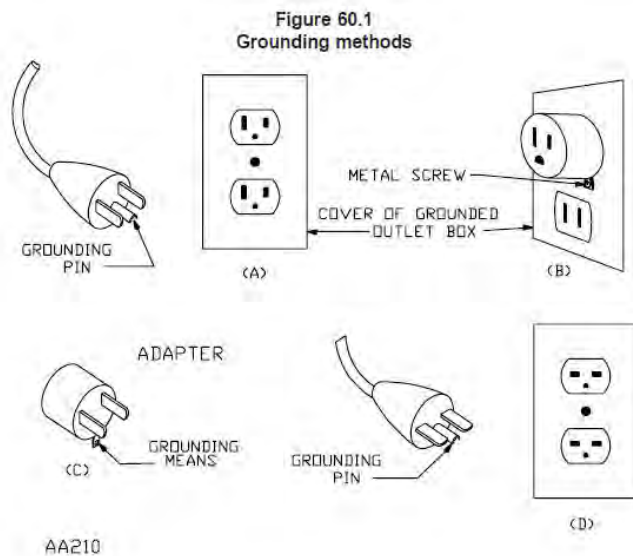 Figure 60.1
Grounding methods
METAL SCREW
COVER OF GROUNDED
OUTLET BOX
GROUNDING
PIN
(A)
(B)
ADAPTER
GROUNDING
MEANS
(C)
GROUNDING
PIN
(D)
AA210